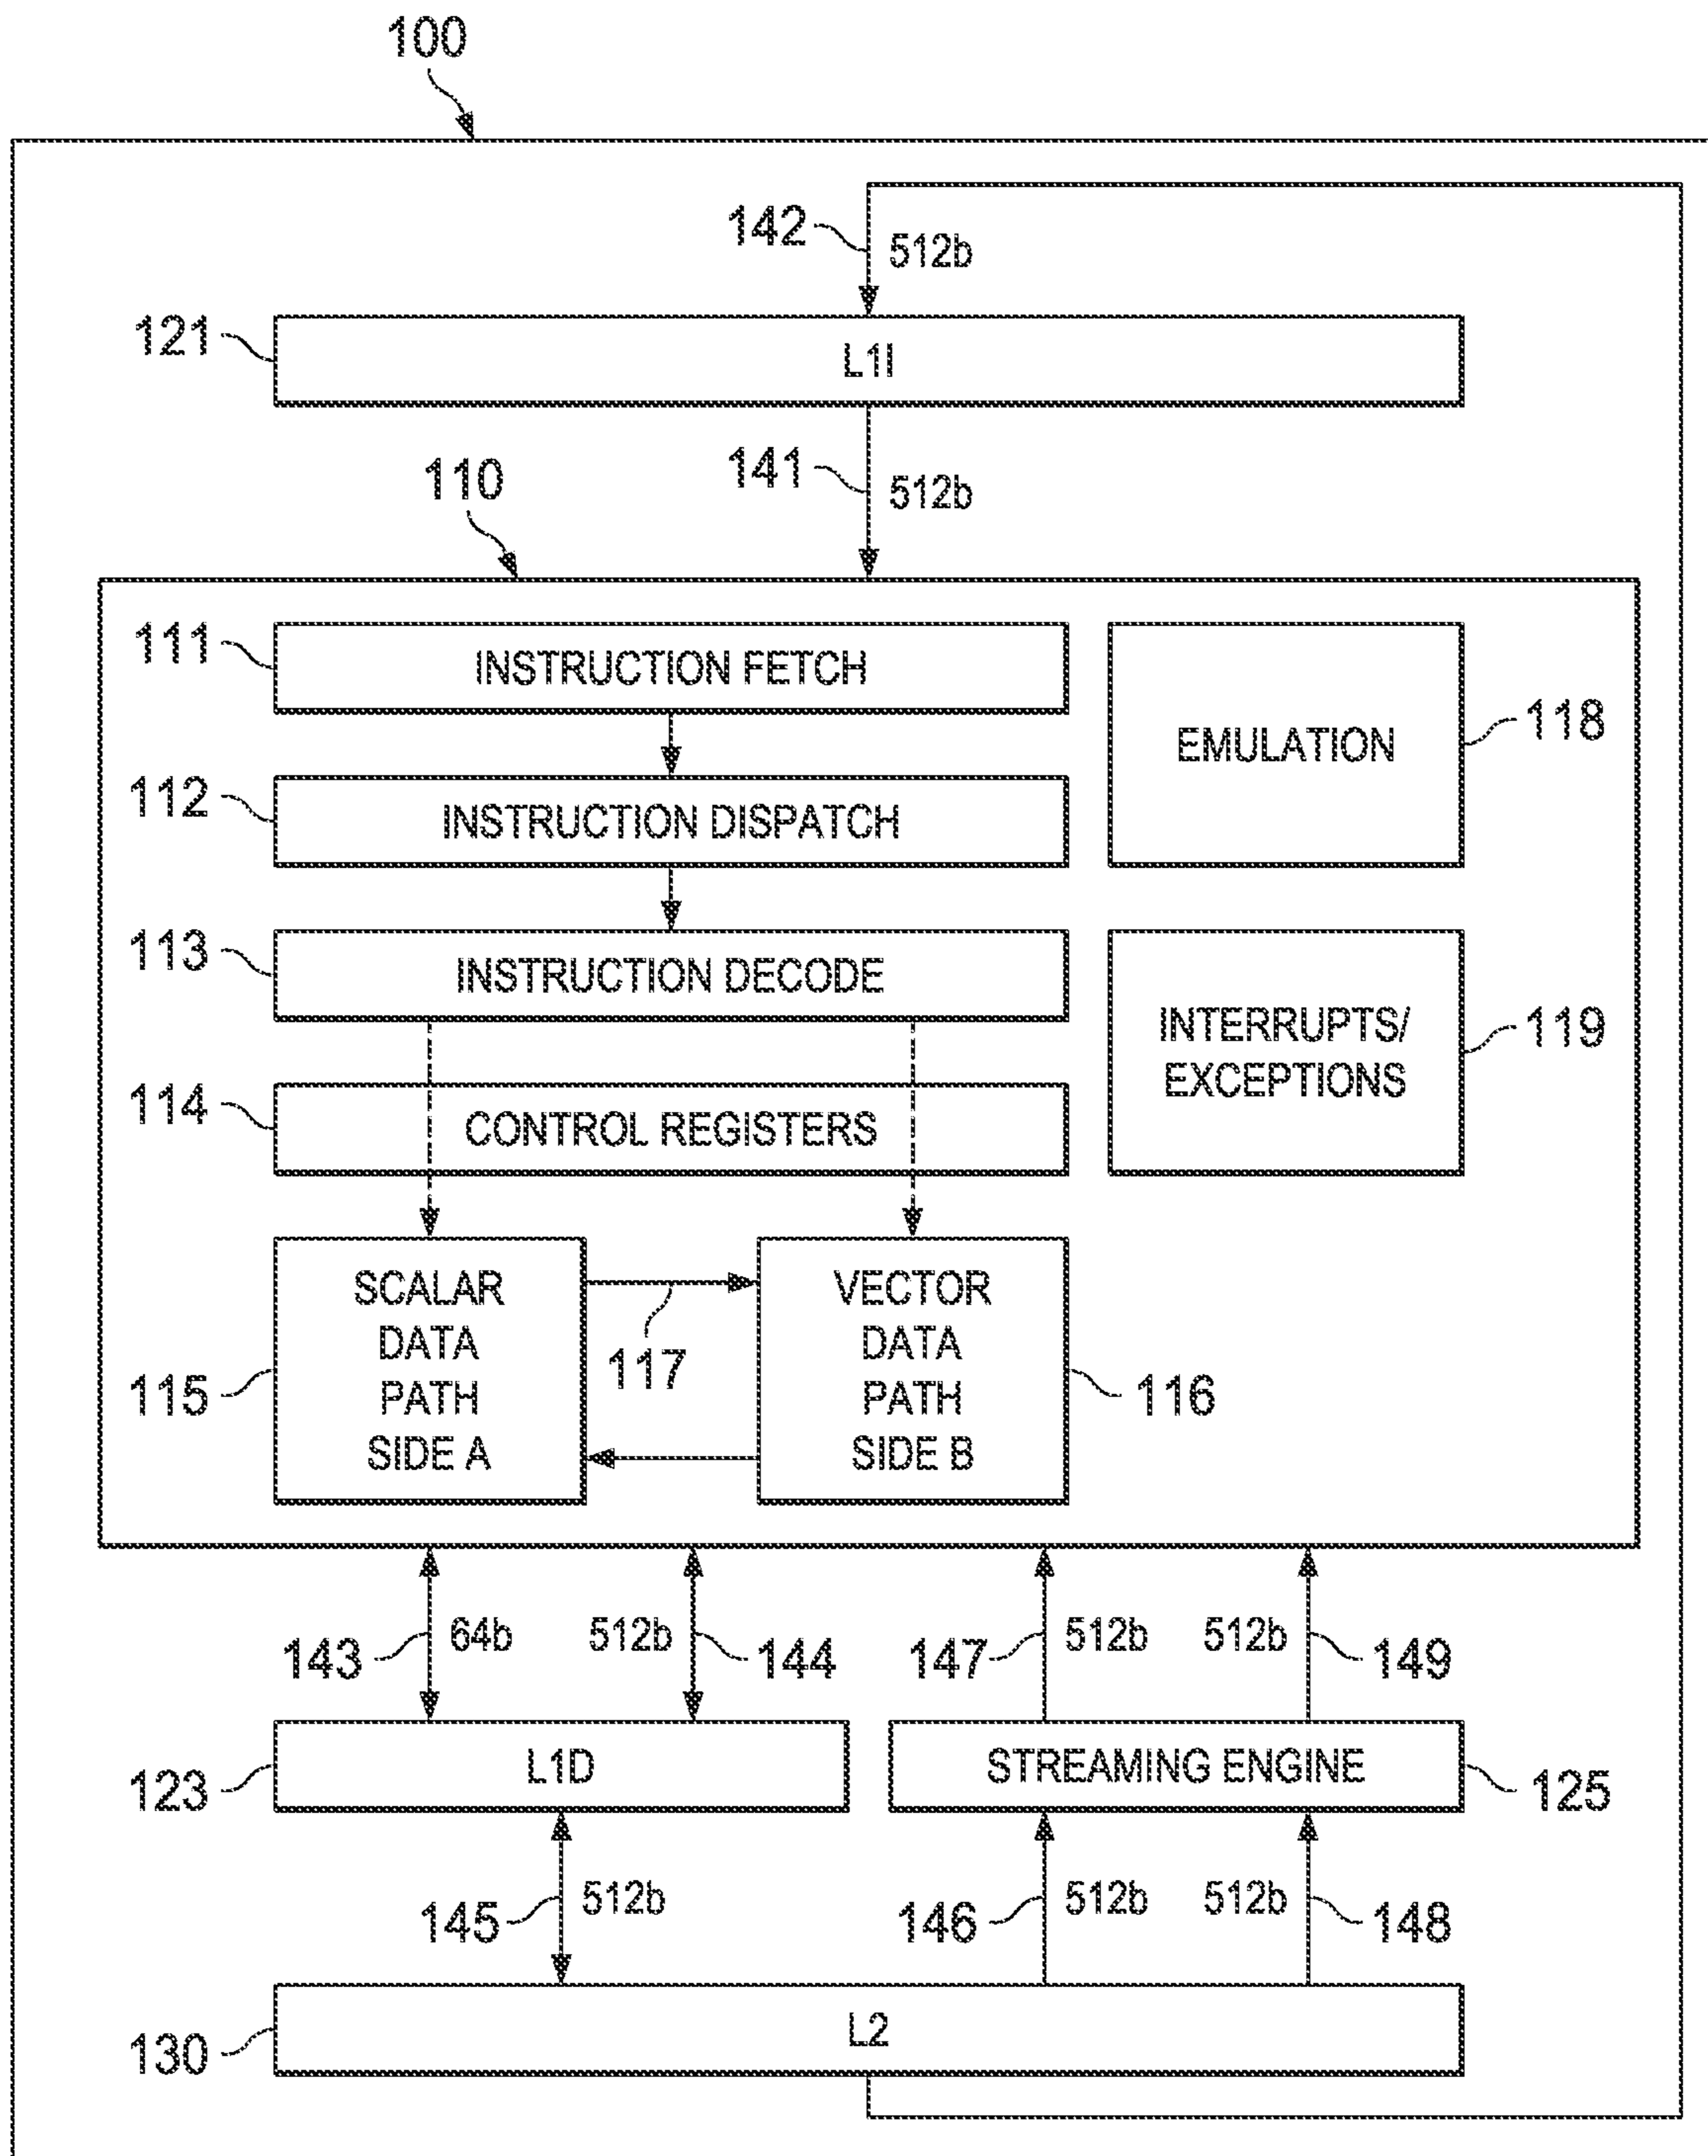 100
142
512b
121
L1I
141
512b
110
111
INSTRUCTION FETCH
112
INSTRUCTION DISPATCH
113
INSTRUCTION DECODE
114
CONTROL REGISTERS
EMULATION
118
INTERRUPTS/
EXCEPTIONS
119
115
SCALAR
DATA
PATH
SIDE A
117
VECTOR
DATA
PATH
SIDE B
116
143
64b
512b
144
147
512b
512b
149
123
L1D
STREAMING ENGINE
125
145
512b
146
512b
512b
148
130
L2